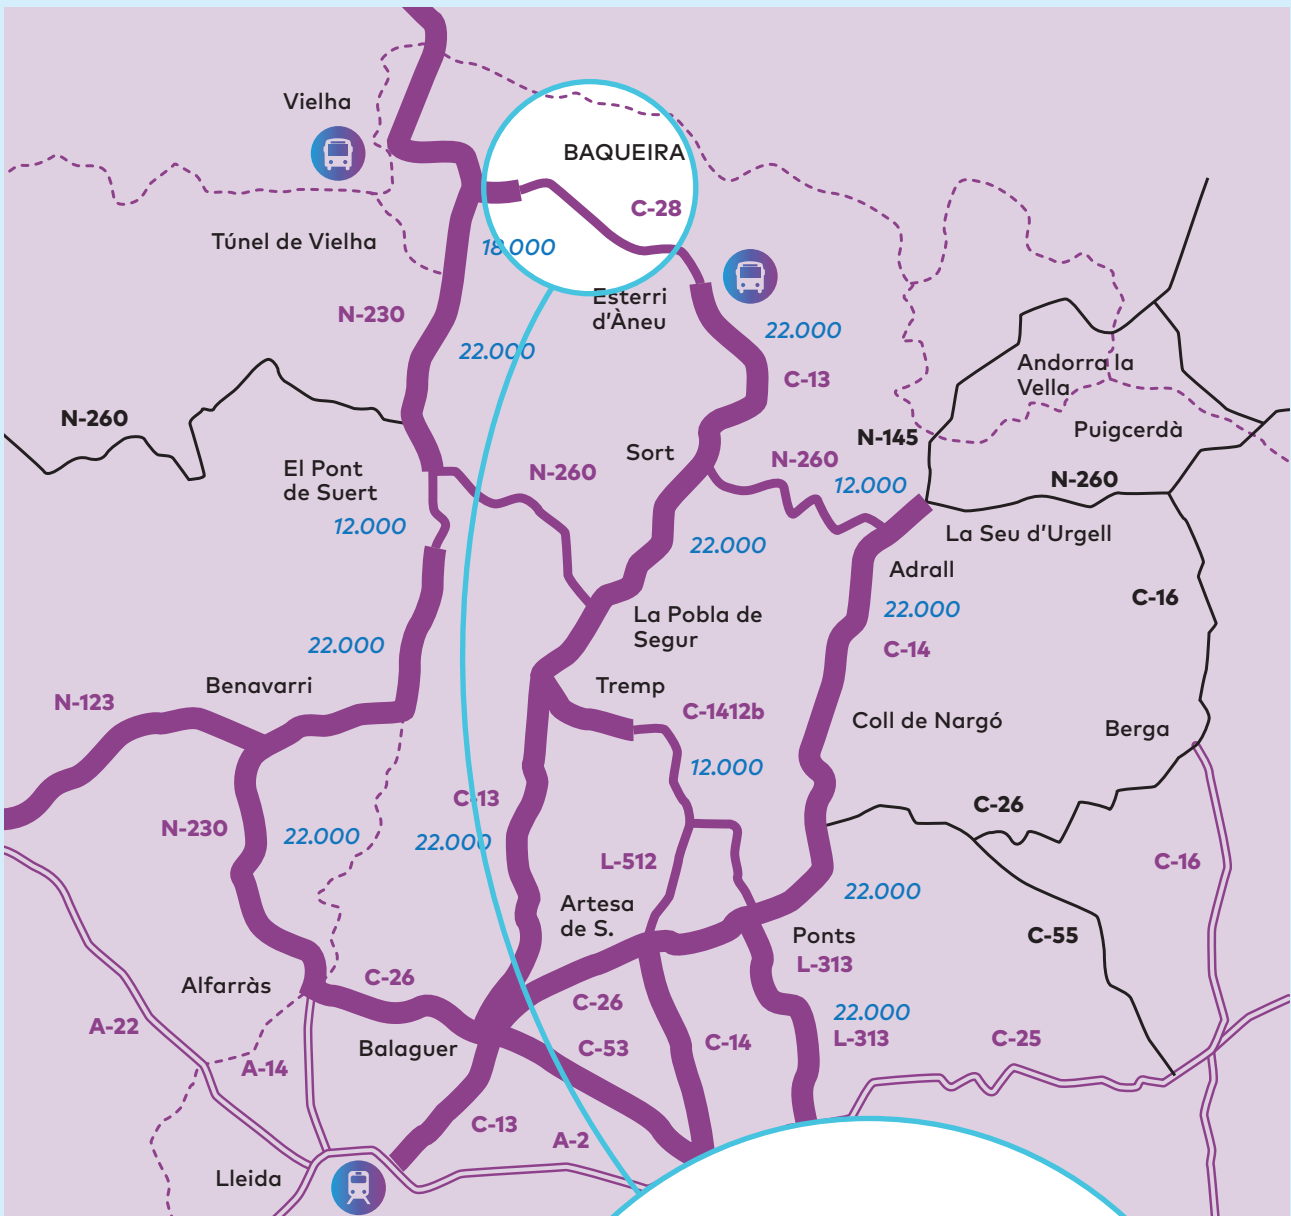 Vielha
BAQUEIRA
C-28
Túnel de Vielha
18.000
Esterri
d'Àneu
N-230
22.000
22.000
C-13
Andorra la
Vella
N-260
Puigcerdà
N-145
Sort
El Pont
de Suert
N-260
N-260
12.000
N-260
12.000
La Seu d'Urgell
22.000
Adrall
C-16
La Pobla de
Segur
22.000
22.000
C-14
Benavarri
Tremp
N-123
C-1412b
Coll de Nargó
Berga
12.000
C-13
C-26
N-230
22.000
22.000
L-512
C-16
22.000
Artesa
de S.
Ponts
C-55
L-313
Alfarràs
C-26
C-26
22.000
A-22
L-313
C-25
Balaguer
C-53
C-14
A-14
C-13
A-2
Lleida